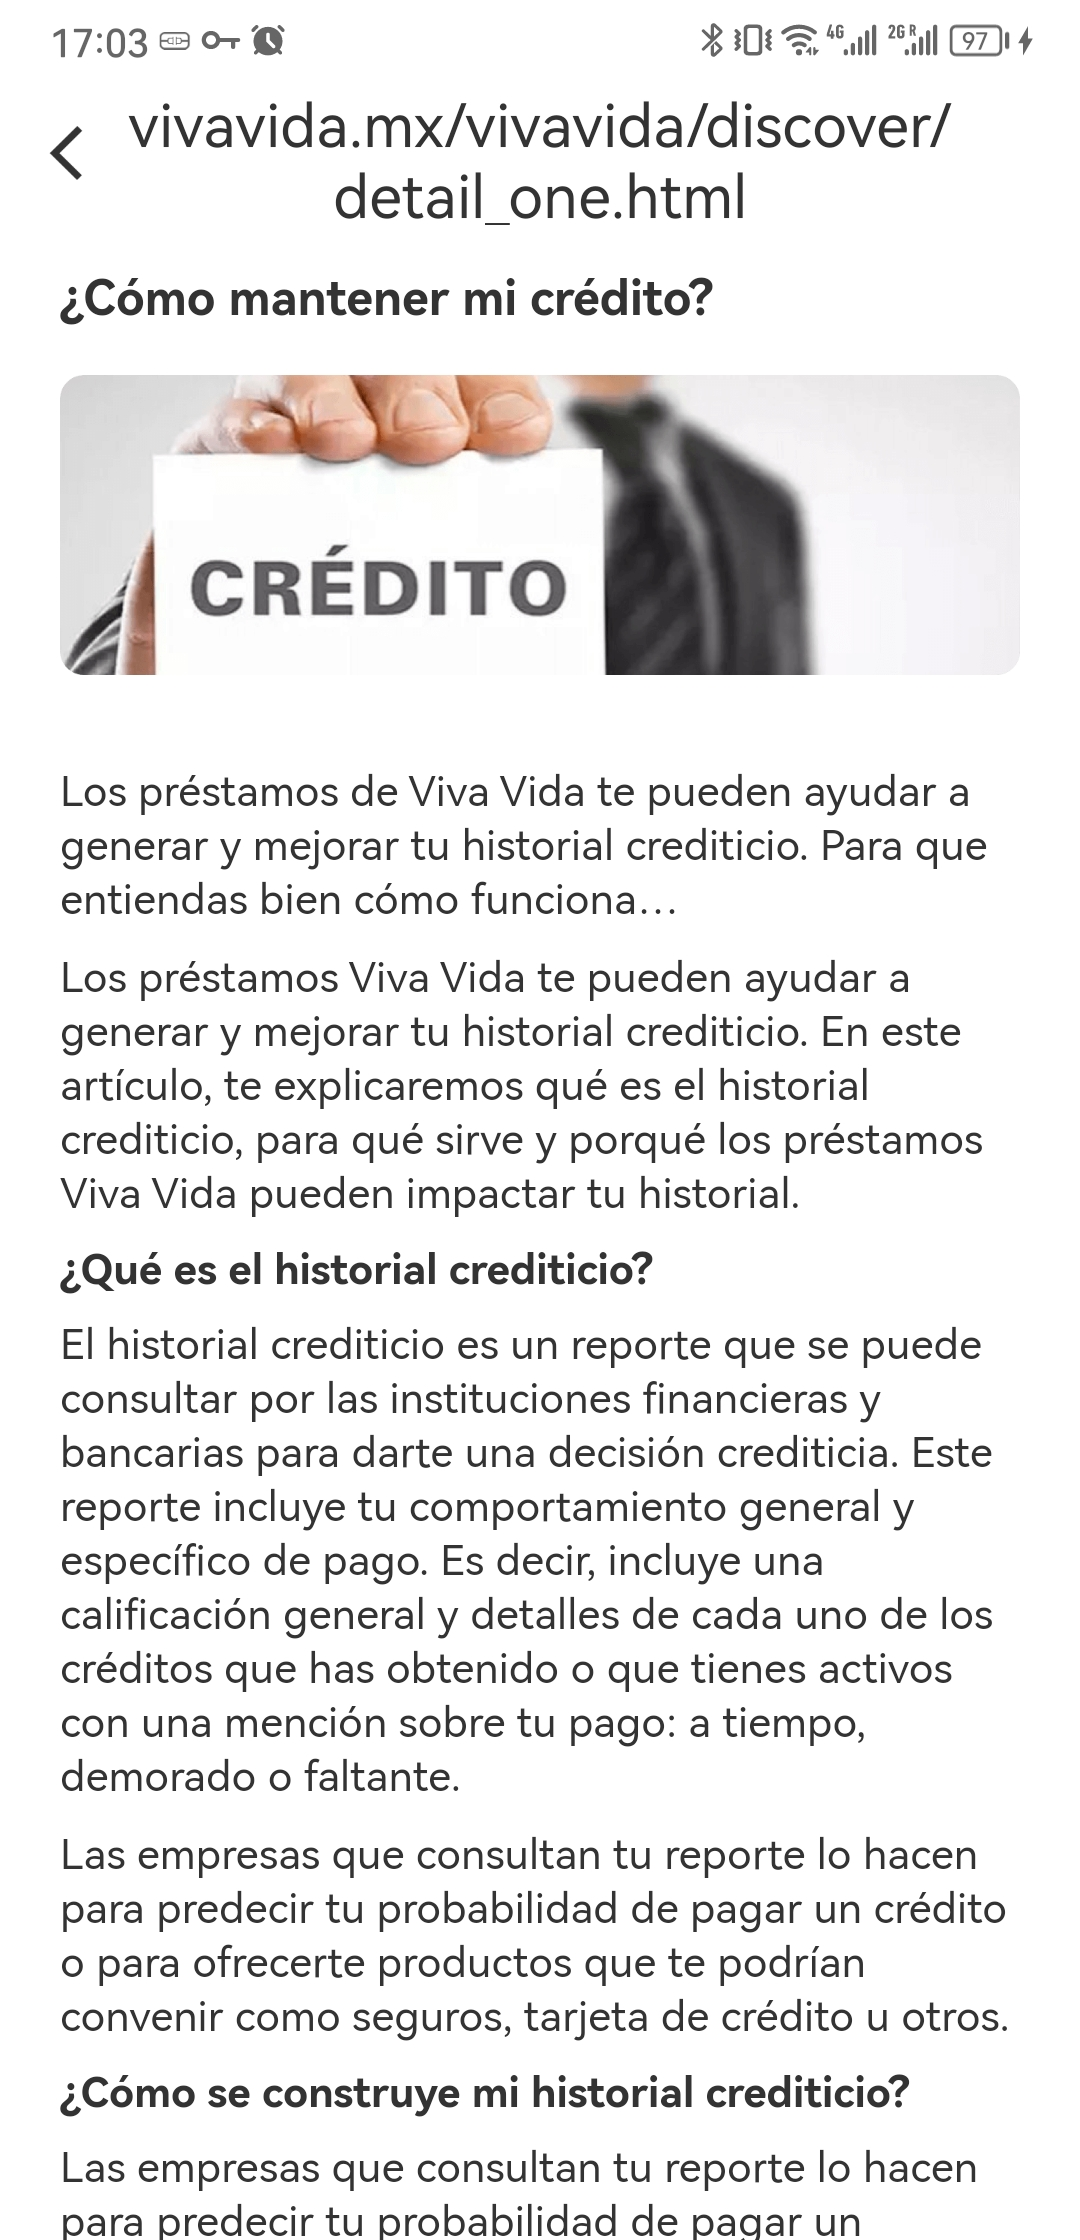 17:03
4G
2G R
97
vivavida.mx/vivavida/discover/
detail_one.html
¿Cómo mantener mi crédito?
CRÉDITO
Los préstamos de Viva Vida te pueden ayudar a
generar y mejorar tu historial crediticio. Para que
entiendas bien cómo funciona…
Los préstamos Viva Vida te pueden ayudar a
generar y mejorar tu historial crediticio. En este
artículo, te explicaremos qué es el historial
crediticio, para qué sirve y porqué los préstamos
Viva Vida pueden impactar tu historial.
¿Qué es el historial crediticio?
El historial crediticio es un reporte que se puede
consultar por las instituciones financieras y
bancarias para darte una decisión crediticia. Este
reporte incluye tu comportamiento general y
específico de pago. Es decir, incluye una
calificación general y detalles de cada uno de los
créditos que has obtenido o que tienes activos
con una mención sobre tu pago: a tiempo,
demorado o faltante.
Las empresas que consultan tu reporte lo hacen
para predecir tu probabilidad de pagar un crédito
o para ofrecerte productos que te podrían
convenir como seguros, tarjeta de crédito u otros.
¿Cómo se construye mi historial crediticio?
Las empresas que consultan tu reporte lo hacen
para predecir tu probabilidad de pagar un